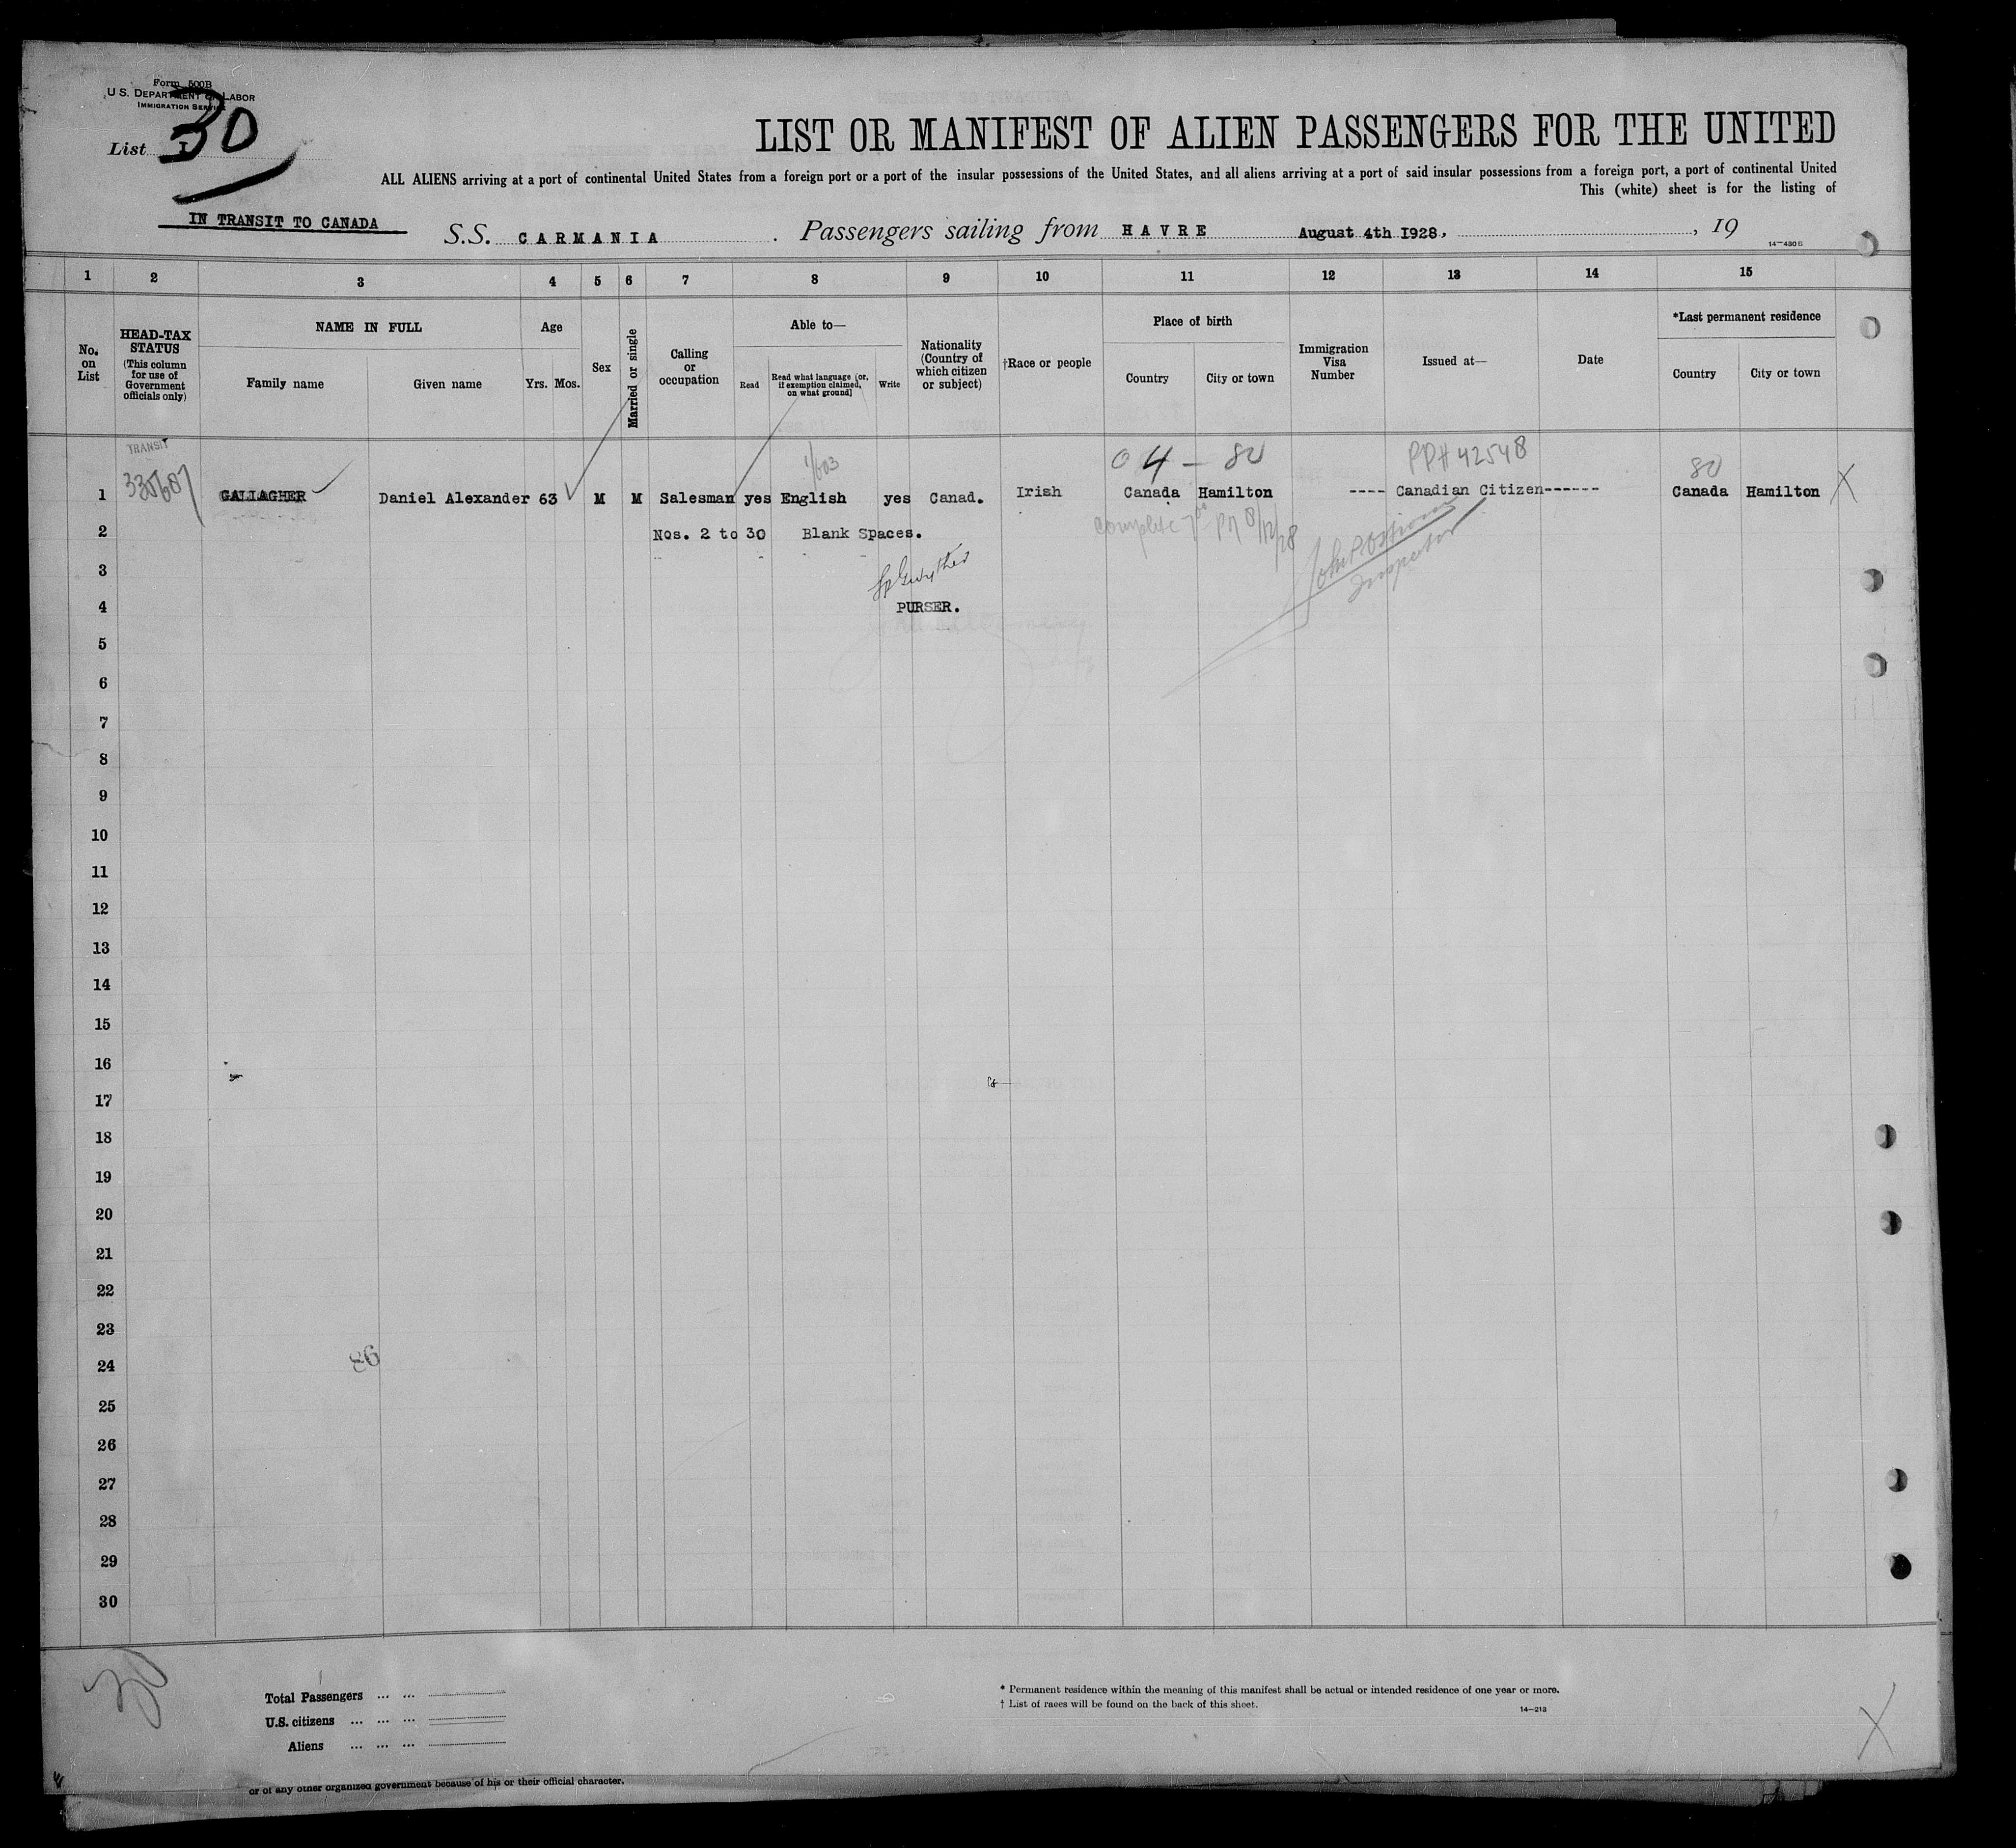 Form 500B
U S. DEPARTMENT OF LABOR
IMMIGRATION SERVICE
List 30
LIST OR MANIFEST OF ALIEN PASSENGERS FOR THE UNITED
ALL ALIENS arriving at a port of continental United States from a foreign port or a port of the insular possessions of the United States, and all aliens arriving at a port of said insular possessions from a foreign port, a port of continental United
This (white) sheet is for the listing of
IN TRANSIT TO CANADA
S.S. CARMANIA. Passengers sailing from HAVRE August 4th 1928, , 19
14-430 B
1 2 3 4 5 6 7 8 9 10 11 12 13 14 15
No. on List
HEAD-TAX STATUS
(This column for use of Government officials only)
NAME IN FULL
Family name Given name
Age
Yrs. Mos.
Sex
Married or single
Calling or occupation
Able to—
Read
Read what language [or, if exemption claimed, on what ground]
Write
Nationality (Country of which citizen or subject)
†Race or people
Place of birth
Country City or town
Immigration Visa Number
Issued at—
Date
*Last permanent residence
Country City or town
TRANSIT
04 - 80 PPH 42548 80
1 GALLAGHER Daniel Alexander 63 M M Salesman yes English yes Canad. Irish Canada Hamilton ---- Canadian Citizen------ Canada Hamilton X
2 Nos. 2 to 30 Blank Spaces.
complete 7 PM 8/12/28
Inspector
3
4 PURSER.
5
6
7
8
9
10
11
12
13
14
15
16
17
18
19
20
21
22
23
24
86
25
26
27
28
29
30
30
Total Passengers ... ... 1
U.S. citizens ... ... ...
Aliens ... ... ...
* Permanent residence within the meaning of this manifest shall be actual or intended residence of one year or more.
† List of races will be found on the back of this sheet.
14-213
X
or of any other organized government because of his or their official character.